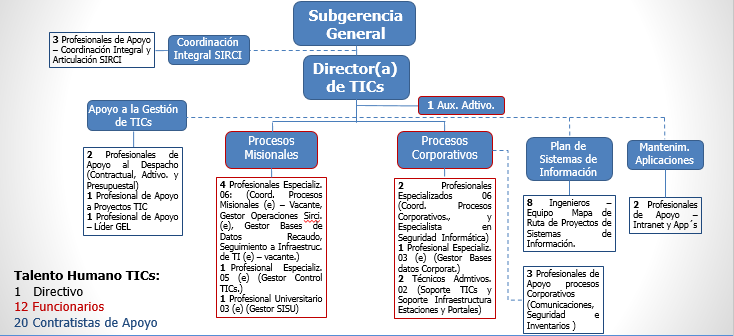 Subgerencia
General
3 Profesionales de Apoyo
– Coordinación Integral y
Articulación SIRCI
Coordinación
Integral SIRCI
Director(a)
de TICs
1 Aux. Adtivo.
Apoyo a la Gestión
de TICs
2 Profesionales de
Apoyo al Despacho
(Contractual, Adtivo. y
Presupuestal)
1 Profesional de Apoyo
a Proyectos TIC
1 Profesional de Apoyo
– Líder GEL
Procesos
Misionales
4 Profesionales Especializ.
06: (Coord. Procesos
Misionales (e) – Vacante,
Gestor Operaciones Sirci.
(e), Gestor Bases de
Datos Recaudo,
Seguimiento a Infraestruc.
de TI (e) – vacante.)
1 Profesional Especializ.
05 (e) (Gestor Control
TICs.)
1 Profesional Universitario
03 (e) (Gestor SISU)
Procesos
Corporativos
2 Profesionales
Especializados 06
(Coord. Procesos
Corporativos., y
Especialista en
Seguridad Informática)
1 Profesional Especializ.
03 (e) (Gestor Bases
datos Corporat.)
2 Técnicos Admtivos.
02 (Soporte TICs y
Soporte Infraestructura
Estaciones y Portales)
Plan de
Sistemas de
Información
8 Ingenieros –
Equipo Mapa de
Ruta de Proyectos de
Sistemas de
Información.
3 Profesionales de
Apoyo procesos
Corporativos
(Comunicaciones,
Seguridad e
Inventarios )
Mantenim.
Aplicaciones
2 Profesionales
de Apoyo –
Intranet y App´s
Talento Humano TICs:
1 Directivo
12 Funcionarios
20 Contratistas de Apoyo